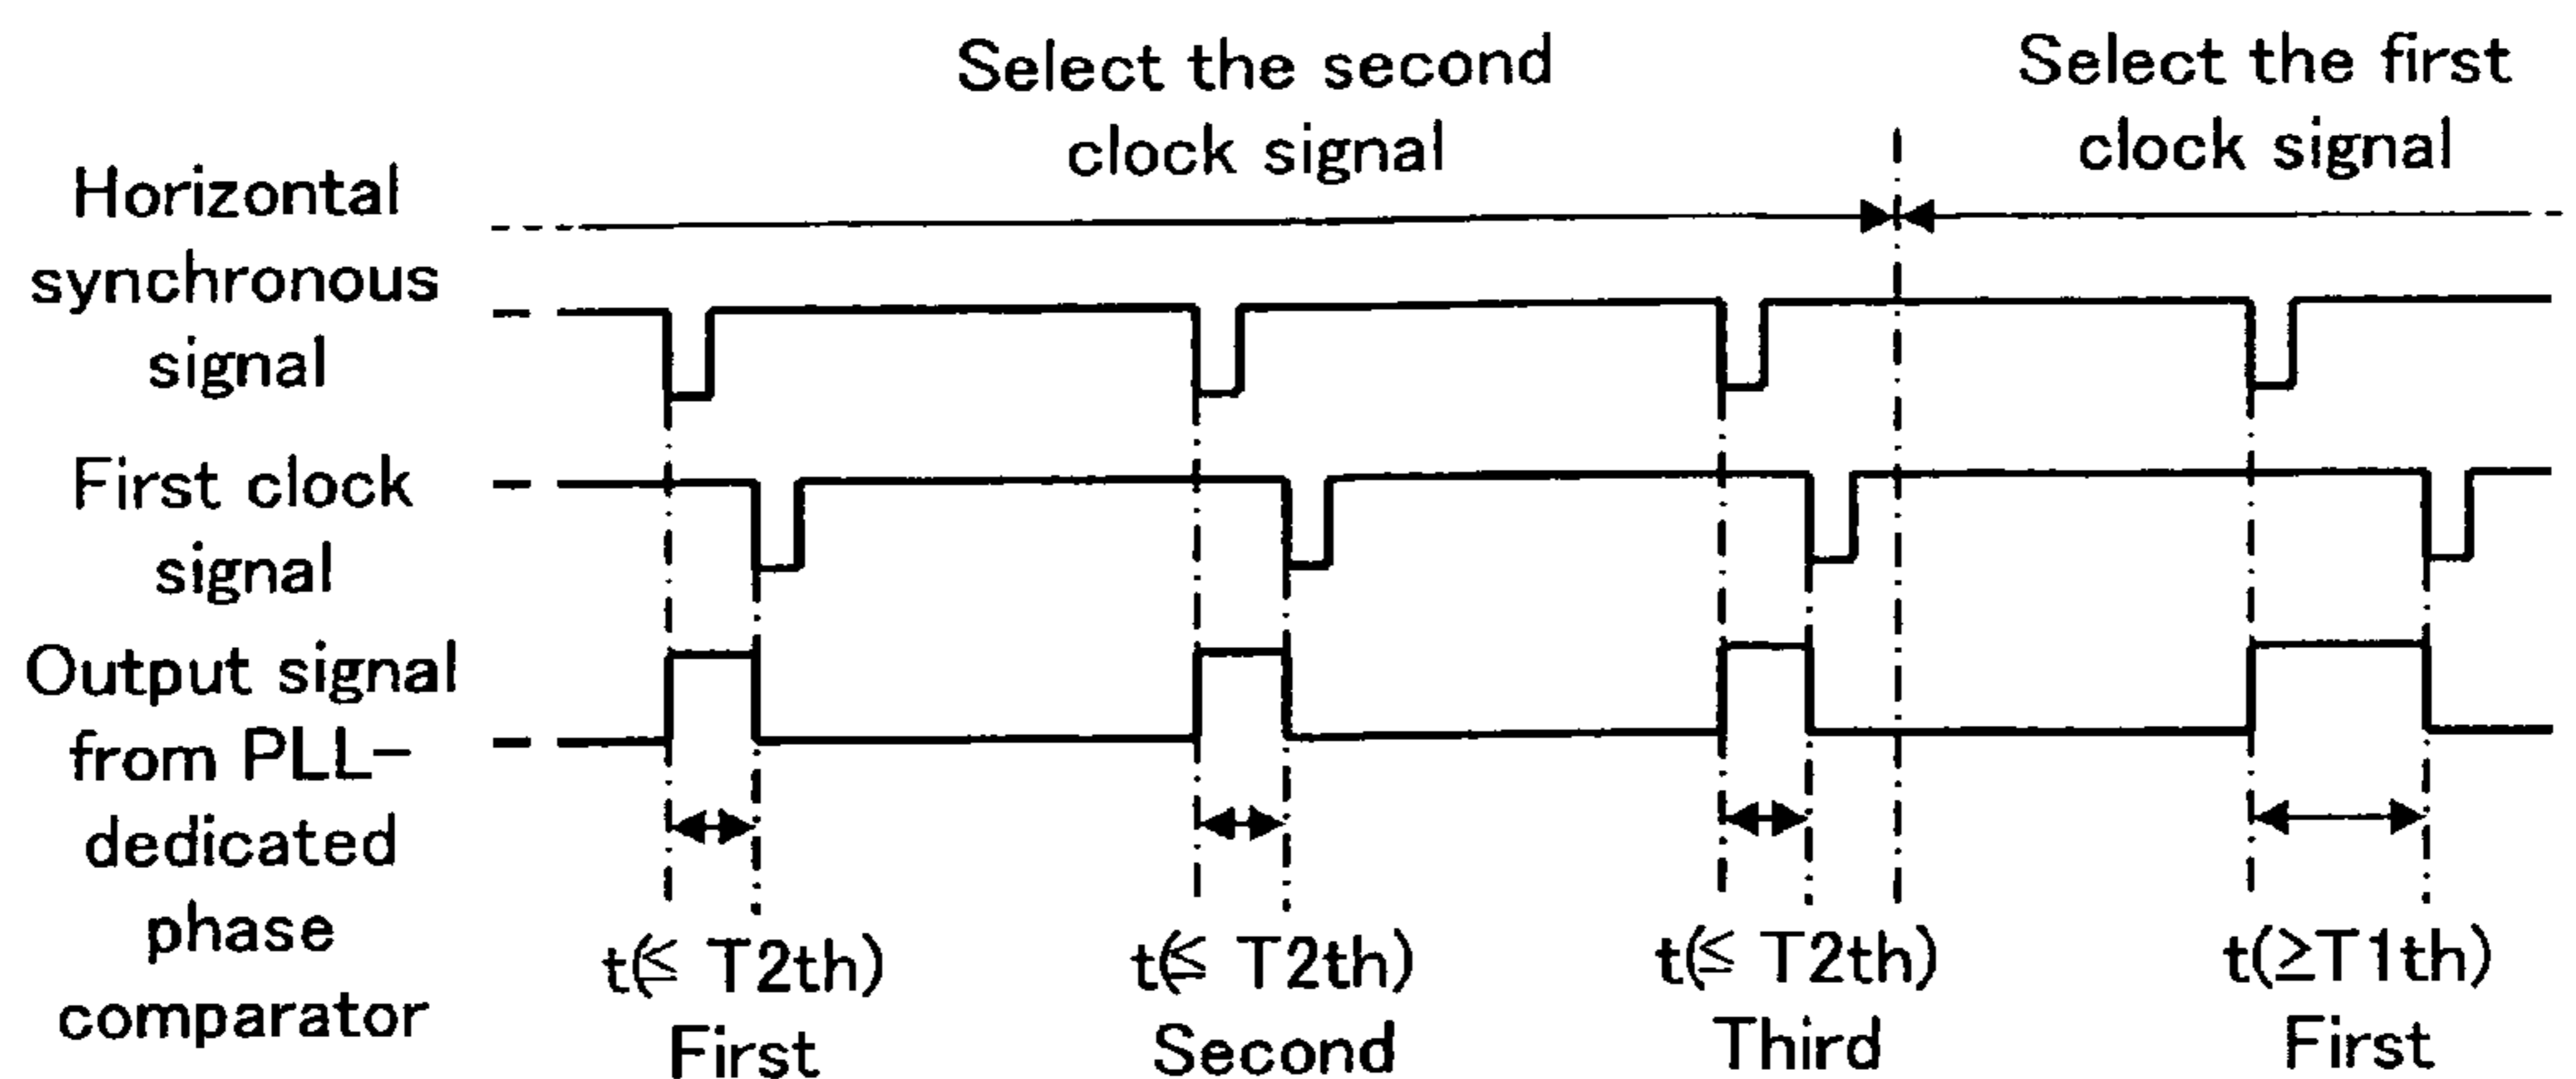 Select the second
clock signal
Select the first
clock signal
Horizontal
synchronous
signal
First clock
signal
Output signal
from PLL-
dedicated
phase
comparator
t(≦ T2th)
First
t(≦ T2th)
Second
t(≦ T2th)
Third
t(≥T1th)
First